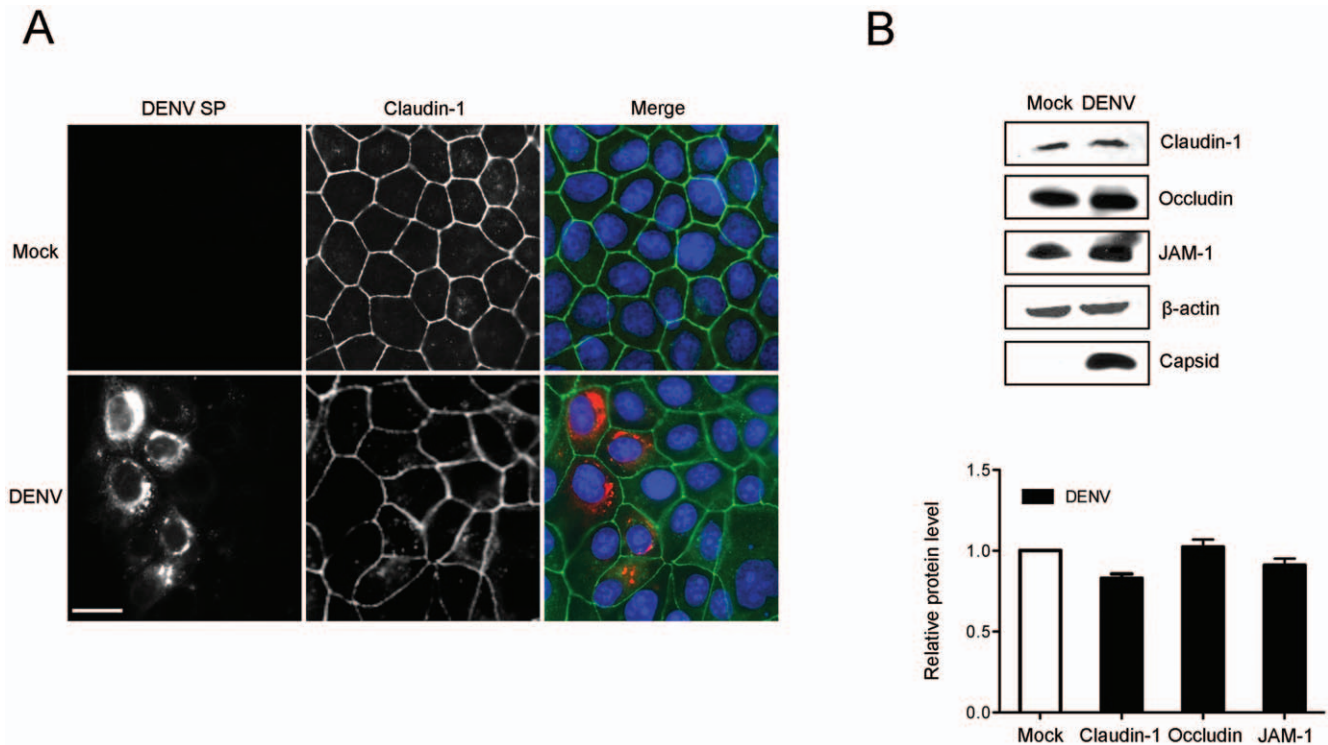 A
DENV SP
Claudin-1
Merge
Mock
DENV
B
Mock DENV
Claudin-1
Occludin
JAM-1
β-actin
Capsid
1.5
1.0
0.5
0.0
Relative protein level
DENV
Mock Claudin-1 Occludin JAM-1